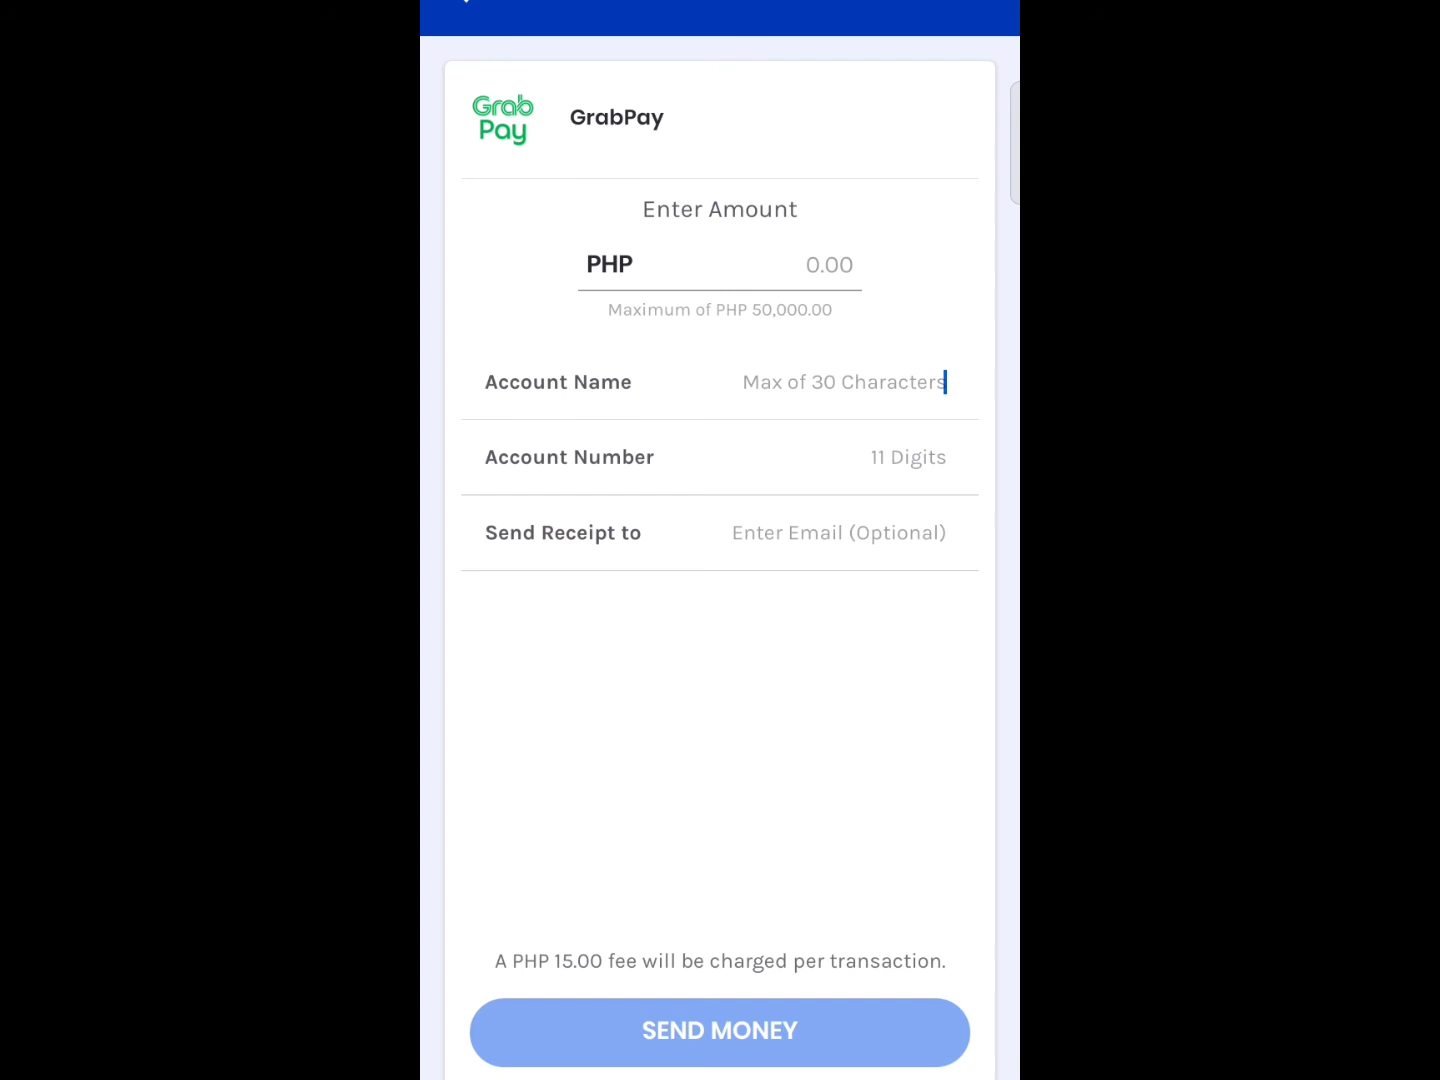 Grab
Pay
GrabPay
Enter Amount
PHP 0.00
Maximum of PHP 50,000.00
Account Name Max of 30 Characters
Account Number 11 Digits
Send Receipt to Enter Email (Optional)
A PHP 15.00 fee will be charged per transaction.
SEND MONEY